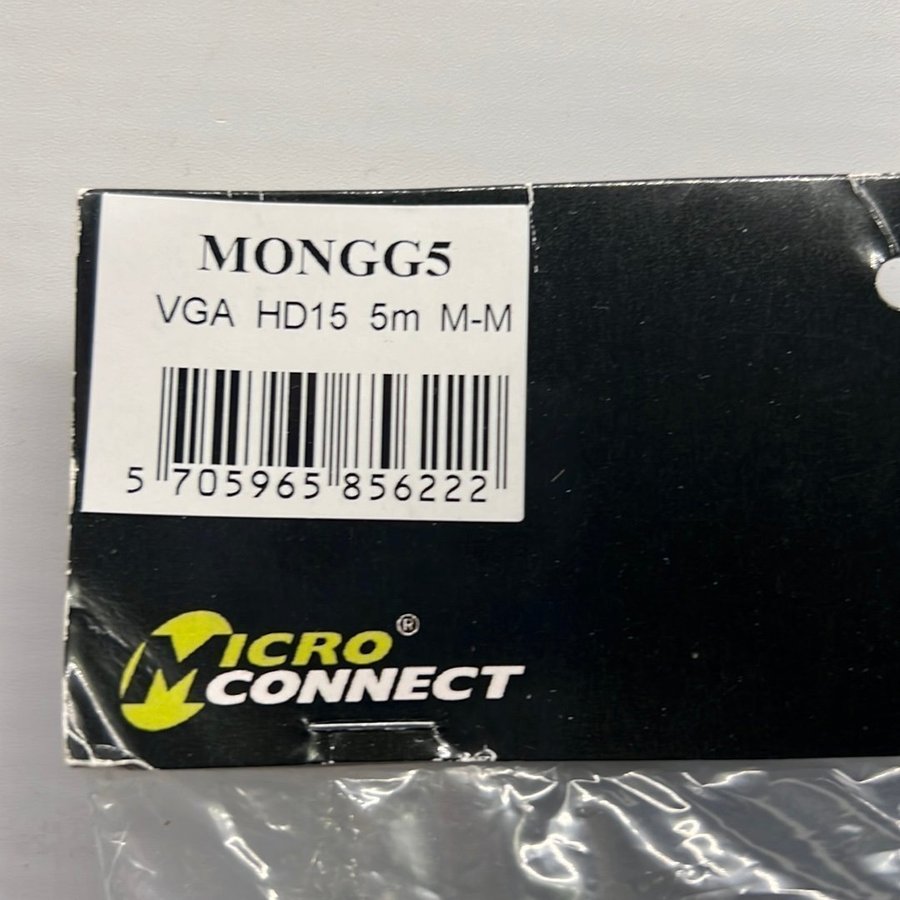 MONGG5
VGA HD15 5m M-M
5 705965 856222
MICRO ®
CONNECT